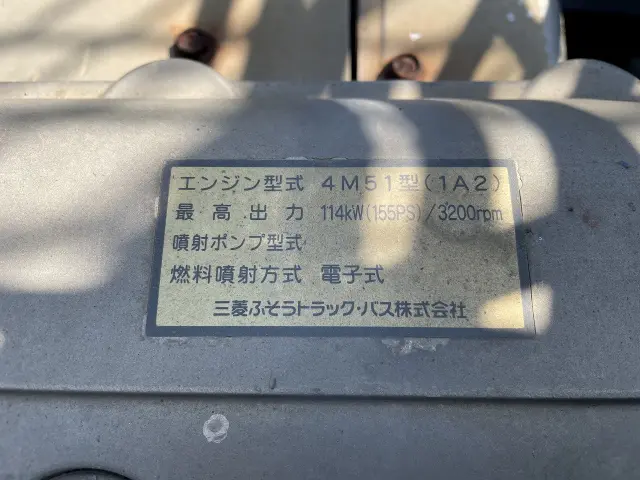 エンジン型式 4M51型(1A2)
最高出力 114kW(155PS)/3200rpm
噴射ポンプ型式
燃料噴射方式 電子式
三菱ふそうトラック・バス株式会社